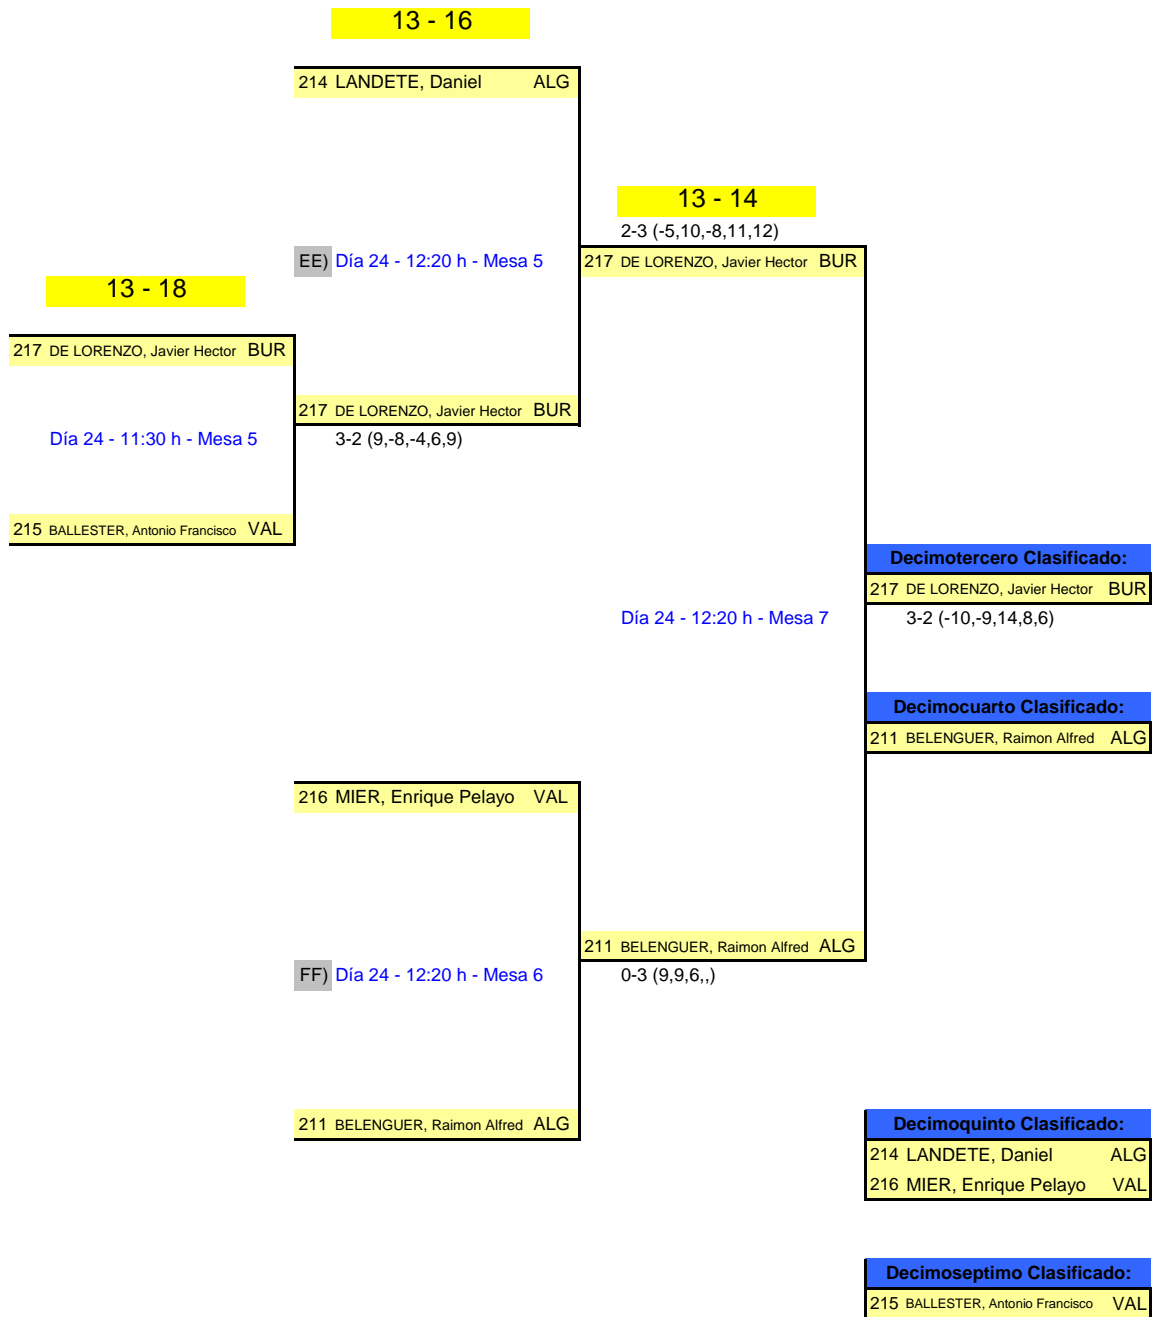 13 - 16
214 LANDETE, Daniel ALG
13 - 14
2-3 (-5,10,-8,11,12)
EE) Día 24 - 12:20 h - Mesa 5
217 DE LORENZO, Javier Hector BUR
13 - 18
217 DE LORENZO, Javier Hector BUR
217 DE LORENZO, Javier Hector BUR
Día 24 - 11:30 h - Mesa 5
3-2 (9,-8,-4,6,9)
215 BALLESTER, Antonio Francisco VAL
Decimotercero Clasificado:
217 DE LORENZO, Javier Hector BUR
Día 24 - 12:20 h - Mesa 7
3-2 (-10,-9,14,8,6)
Decimocuarto Clasificado:
211 BELENGUER, Raimon Alfred ALG
216 MIER, Enrique Pelayo VAL
211 BELENGUER, Raimon Alfred ALG
FF) Día 24 - 12:20 h - Mesa 6
0-3 (9,9,6,,)
211 BELENGUER, Raimon Alfred ALG
Decimoquinto Clasificado:
214 LANDETE, Daniel ALG
216 MIER, Enrique Pelayo VAL
Decimoseptimo Clasificado:
215 BALLESTER, Antonio Francisco VAL